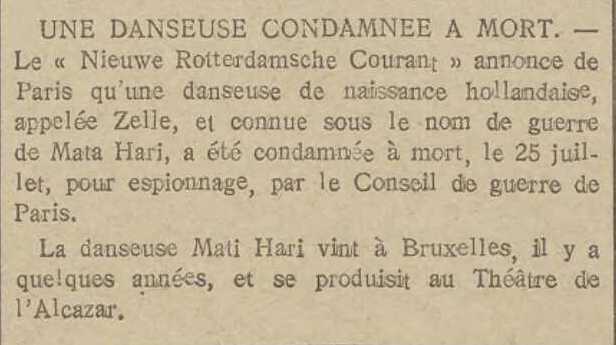 UNE DANSEUSE CONDAMNEE A MORT. —
Le « Nieuwe Rotterdamsche Courant » annonce de
Paris qu'une danseuse de naissance hollandaise,
appelée Zelle, et connue sous le nom de guerre
de Mata Hari, a été condamnée à mort, le 25 juil-
let, pour espionnage, par le Conseil de guerre de
Paris.
La danseuse Mati Hari vint à Bruxelles, il y a
quelques années, et se produisit au Théâtre de
l'Alcazar.